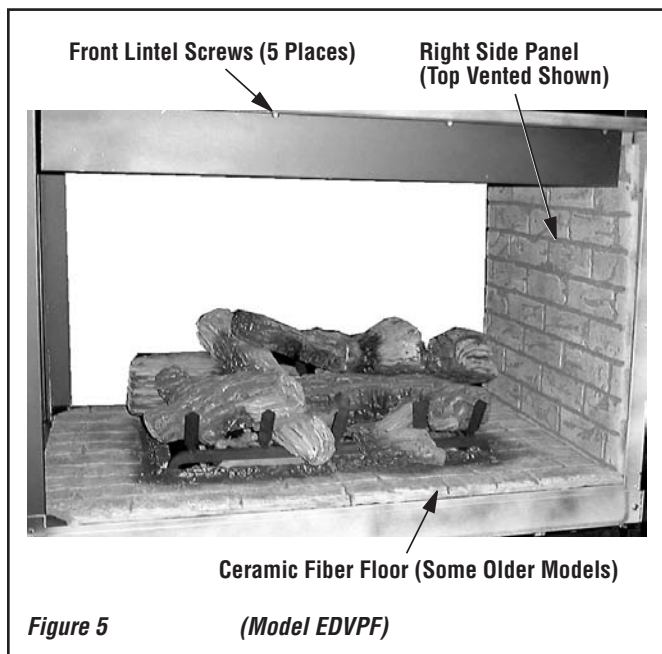 Front Lintel Screws (5 Places)
Right Side Panel
(Top Vented Shown)
Ceramic Fiber Floor (Some Older Models)
Figure 5 (Model EDVPF)